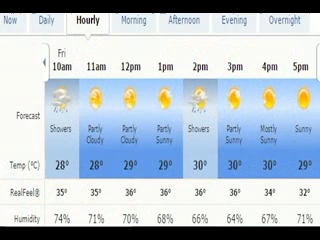 Now Daily Hourly Morning Afternoon Evening Overnight
Fri
10am 11am 12pm 1pm 2pm 3pm 4pm 5pm
Forecast
Showers Partly Cloudy Partly Cloudy Partly Sunny Showers Partly Sunny Mostly Sunny Sunny
Temp (ºC) 28° 28° 29° 29° 30° 30° 30° 29°
RealFeel® 35° 35° 36° 36° 36° 36° 34° 32°
Humidity 74% 71% 70% 68% 66% 64% 67% 71%